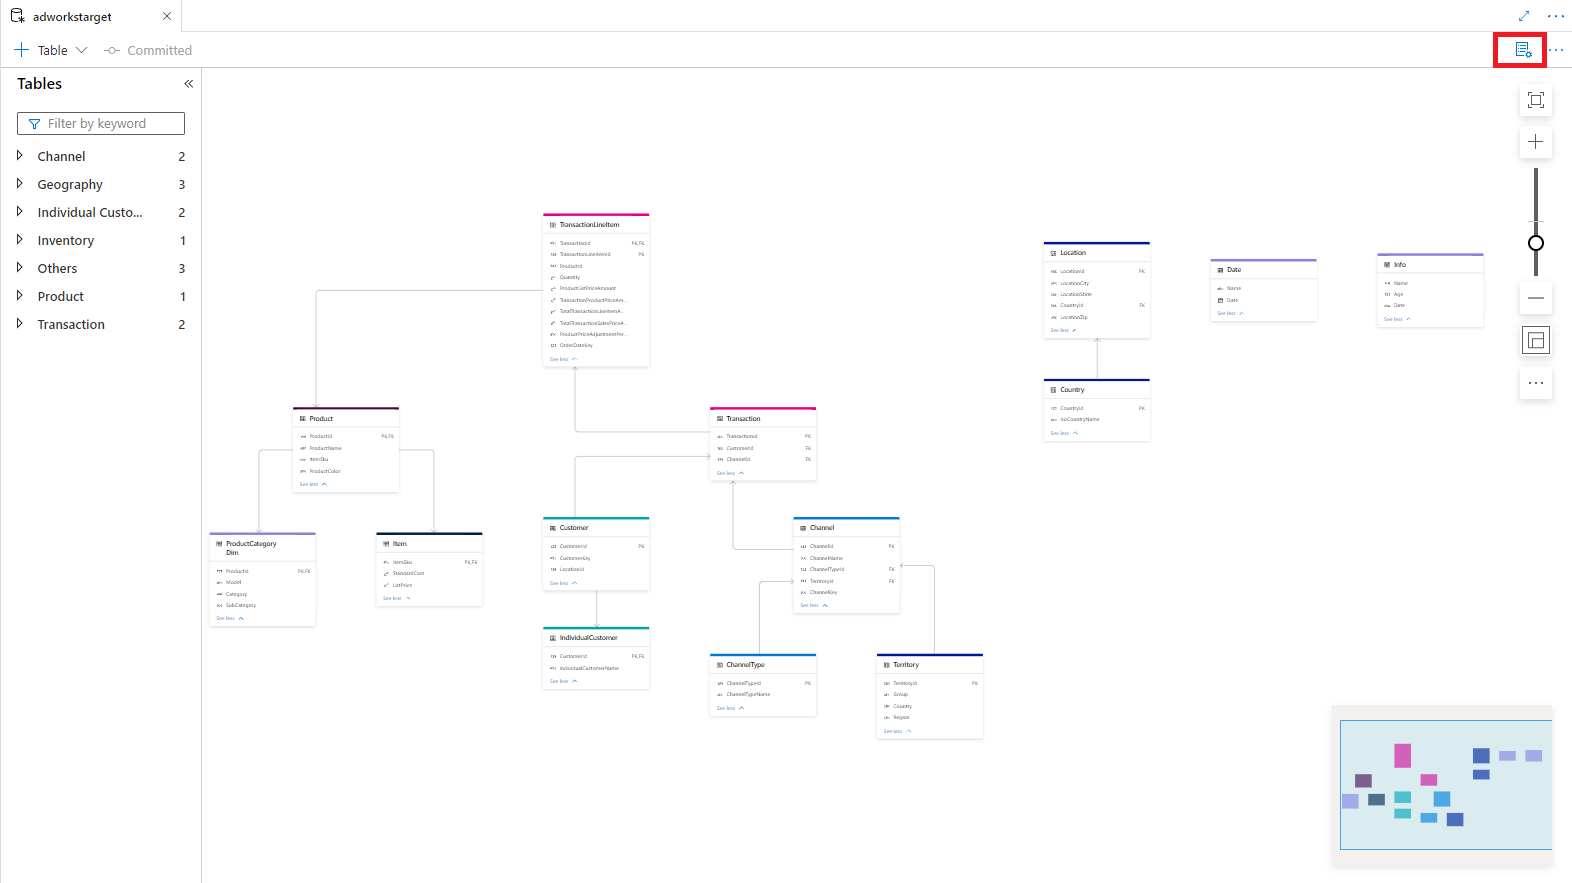 adworkstarget
Table
Committed
Tables
Filter by keyword
Channel 2
Geography 3
Individual Custo... 2
Inventory 1
Others 3
Product 1
Transaction 2
TransactionLineItem
TransactionId PK,FK
TransactionLineItemId PK
ProductId
Quantity
ProductListPriceAmount
TransactionProductPriceAm...
TotalTransactionLineItemA...
TotalTransactionSalesPriceA...
ProductPriceAdjustmentPer...
OrderDateKey
See less
Location
LocationId PK
LocationCity
LocationState
CountryId FK
LocationZip
See less
Date
Name
Date
See less
Info
Name
Age
Date
See less
Country
CountryId PK
IsoCountryName
See less
Product
ProductId PK,FK
ProductName
ItemSku
ProductColor
See less
Transaction
TransactionId PK
CustomerId FK
ChannelId FK
See less
ProductCategory
Dim
ProductId PK,FK
Model
Category
SubCategory
See less
Item
ItemSku PK,FK
StandardCost
ListPrice
See less
Customer
CustomerId PK
CustomerKey
LocationId
See less
Channel
ChannelId PK
ChannelName
ChannelTypeId FK
TerritoryId FK
ChannelKey
See less
IndividualCustomer
CustomerId PK,FK
IndividualCustomerName
See less
ChannelType
ChannelTypeId PK
ChannelTypeName
See less
Territory
TerritoryId PK
Group
Country
Region
See less